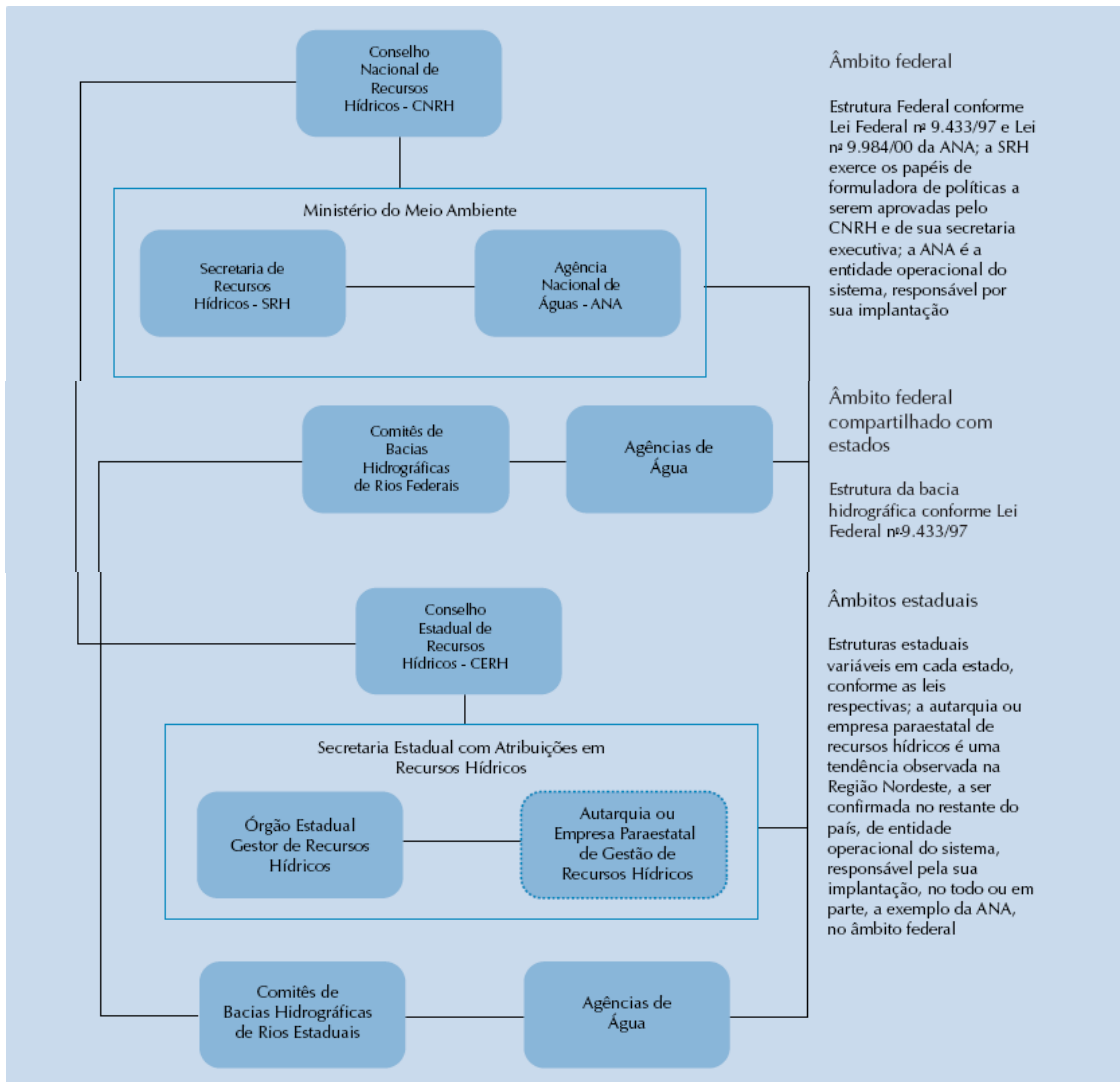 Conselho
Nacional de
Recursos
Hídricos - CNRH
Ministério do Meio Ambiente
Secretaria de
Recursos
Hídricos - SRH
Agência
Nacional de
Águas - ANA
Âmbito federal
Estrutura Federal conforme
Lei Federal nº 9.433/97 e Lei
nº 9.984/00 da ANA; a SRH
exerce os papéis de
formuladora de políticas a
serem aprovadas pelo
CNRH e de sua secretaria
executiva; a ANA é a
entidade operacional do
sistema, responsável por
sua implantação
Comitês de
Bacias
Hidrográficas
de Rios Federais
Agências de
Água
Âmbito federal
compartilhado com
estados
Estrutura da bacia
hidrográfica conforme Lei
Federal nº 9.433/97
Conselho
Estadual de
Recursos
Hídricos - CERH
Secretaria Estadual com Atribuições em
Recursos Hídricos
Órgão Estadual
Gestor de Recursos
Hídricos
Autarquia ou
Empresa Paraestatal
de Gestão de
Recursos Hídricos
Âmbitos estaduais
Estruturas estaduais
variáveis em cada estado,
conforme as leis
respectivas; a autarquia ou
empresa paraestatal de
recursos hídricos é uma
tendência observada na
Região Nordeste, a ser
confirmada no restante do
país, de entidade
operacional do sistema,
responsável pela sua
implantação, no todo ou em
parte, a exemplo da ANA,
no âmbito federal
Comitês de
Bacias Hidrográficas
de Rios Estaduais
Agências de
Água